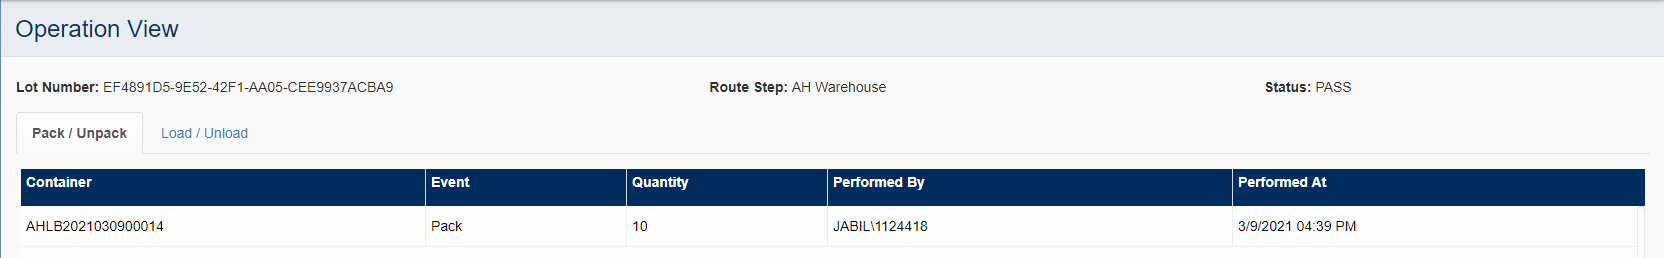 Operation View
Lot Number: EF4891D5-9E52-42F1-AA05-CEE9937ACBA9 Route Step: AH Warehouse Status: PASS
Pack / Unpack Load / Unload
Container Event Quantity Performed By Performed At
AHLB2021030900014 Pack 10 JABIL\1124418 3/9/2021 04:39 PM